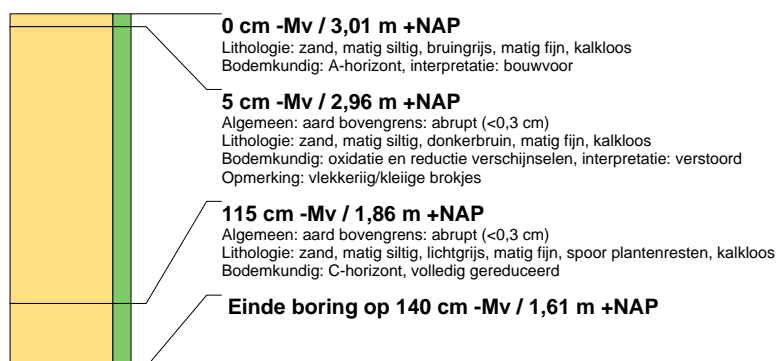 0 cm -Mv / 3,01 m +NAP
Lithologie: zand, matig siltig, bruingrijs, matig fijn, kalkloos
Bodemkundig: A-horizont, interpretatie: bouwvoor
5 cm -Mv / 2,96 m +NAP
Algemeen: aard bovengrens: abrupt (<0,3 cm)
Lithologie: zand, matig siltig, donkerbruin, matig fijn, kalkloos
Bodemkundig: oxidatie en reductie verschijnselen, interpretatie: verstoord
Opmerking: vlekkeriig/kleiige brokjes
115 cm -Mv / 1,86 m +NAP
Algemeen: aard bovengrens: abrupt (<0,3 cm)
Lithologie: zand, matig siltig, lichtgrijs, matig fijn, spoor plantenresten, kalkloos
Bodemkundig: C-horizont, volledig gereduceerd
Einde boring op 140 cm -Mv / 1,61 m +NAP